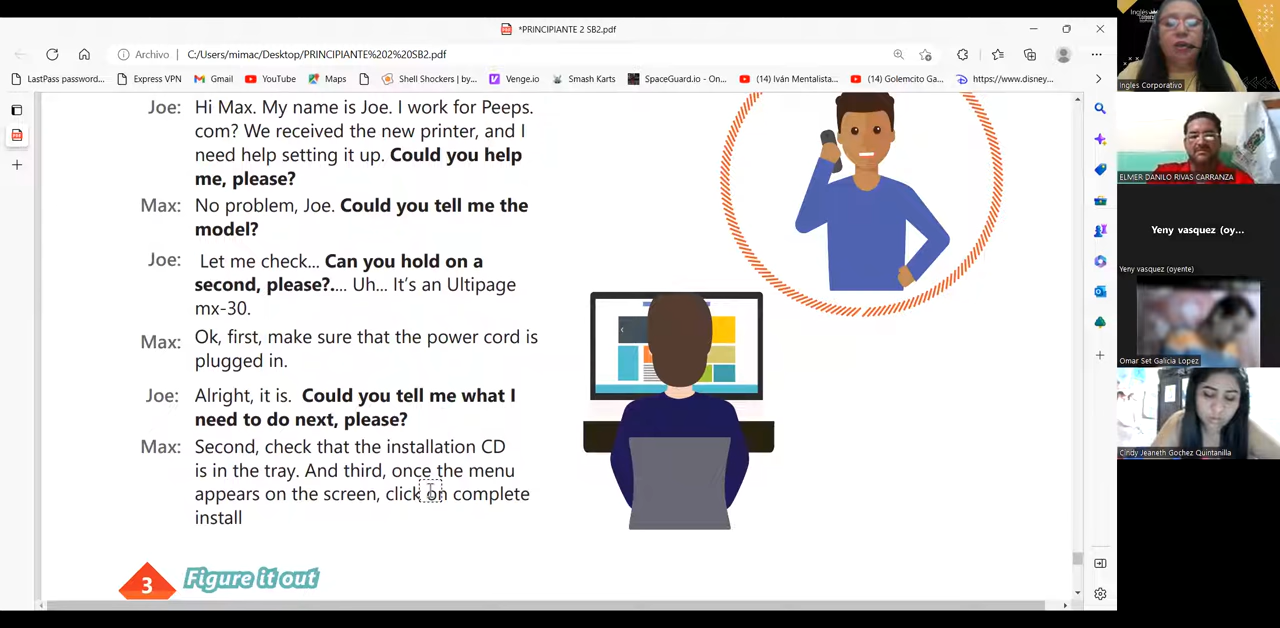 *PRINCIPIANTE 2 SB2.pdf
Archivo
C:/Users/mimac/Desktop/PRINCIPIANTE%202%20SB2.pdf
LastPass password...
Express VPN
Gmail
YouTube
Maps
Shell Shockers | by...
Venge.io
Smash Karts
SpaceGuard.io - On...
(14) Iván Mentalista...
(14) Golemcito Ga...
https://www.disney...
Joe: Hi Max. My name is Joe. I work for Peeps.
com? We received the new printer, and I
need help setting it up. Could you help
me, please?
Max: No problem, Joe. Could you tell me the
model?
Joe: Let me check... Can you hold on a
second, please?.... Uh... It's an Ultipage
mx-30.
Max: Ok, first, make sure that the power cord is
plugged in.
Joe: Alright, it is. Could you tell me what I
need to do next, please?
Max: Second, check that the installation CD
is in the tray. And third, once the menu
appears on the screen, click on complete
install
3 Figure it out
Inglés
Corporativo
Ingles Corporativo
ELMER DANILO RIVAS CARRANZA
Yeny vasquez (oy...
Yeny vasquez (oyente)
Omar Set Galicia Lopez
Cindy Jeaneth Gochez Quintanilla